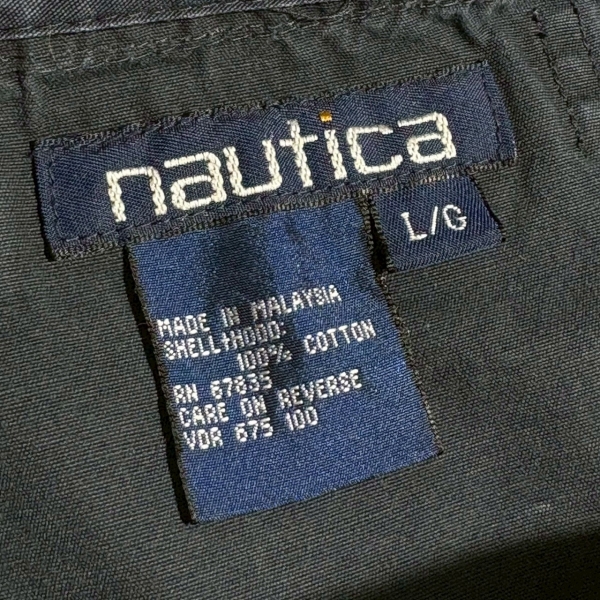 nautica
L/G
MADE IN MALAYSIA
SHELL+HOOD:
100% COTTON
RN 67835
CARE ON REVERSE
VOR 675 100